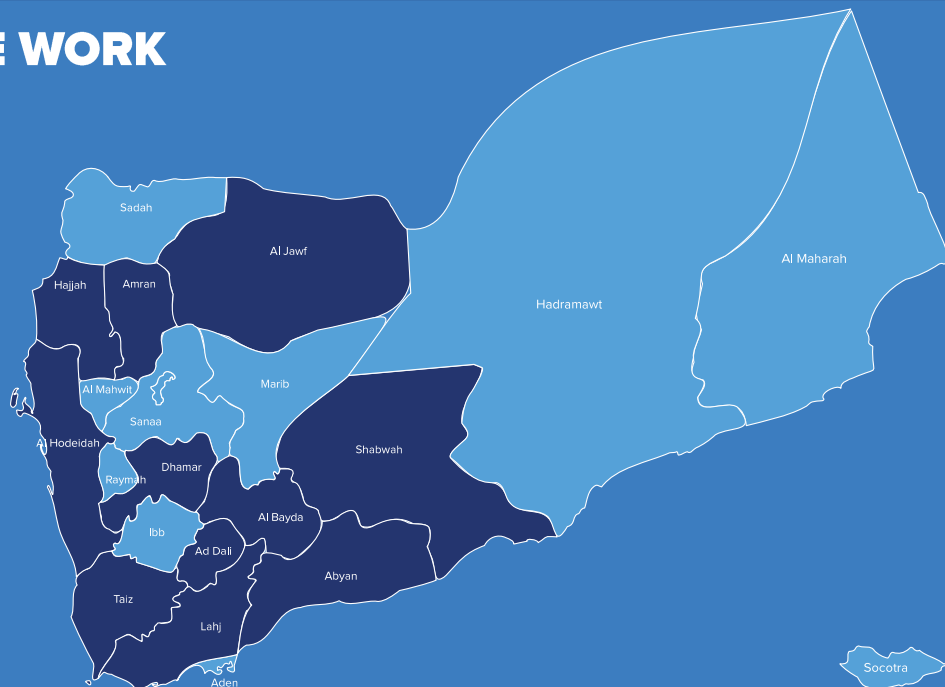 E WORK
Sadah
Al Jawf
Hajjah
Amran
Al Maharah
Hadramawt
Marib
Al Mahwit
Sanaa
Al Hodeidah
Shabwah
Dhamar
Raymah
Al Bayda
Ibb
Ad Dali
Abyan
Taiz
Lahj
Socotra
Aden